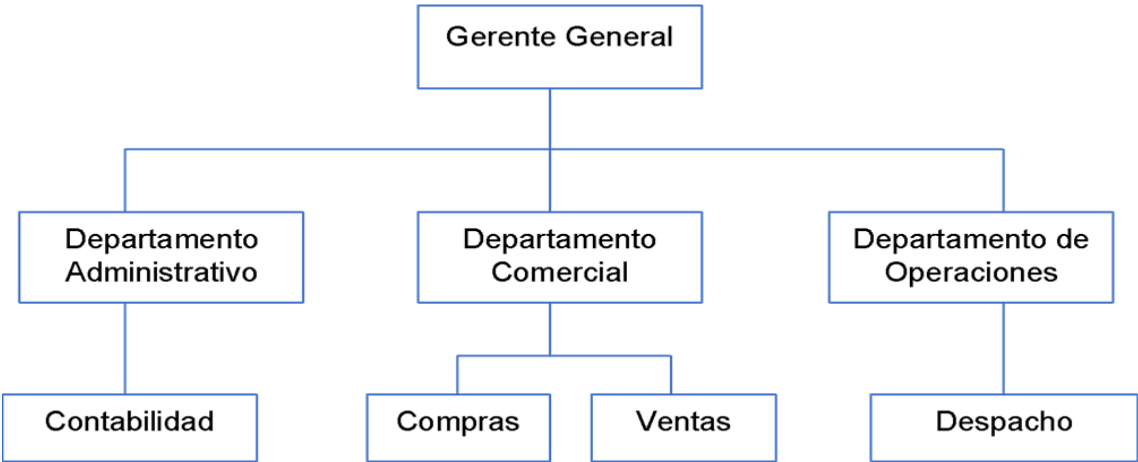 Gerente General
Departamento
Administrativo
Departamento
Comercial
Departamento de
Operaciones
Contabilidad
Compras
Ventas
Despacho